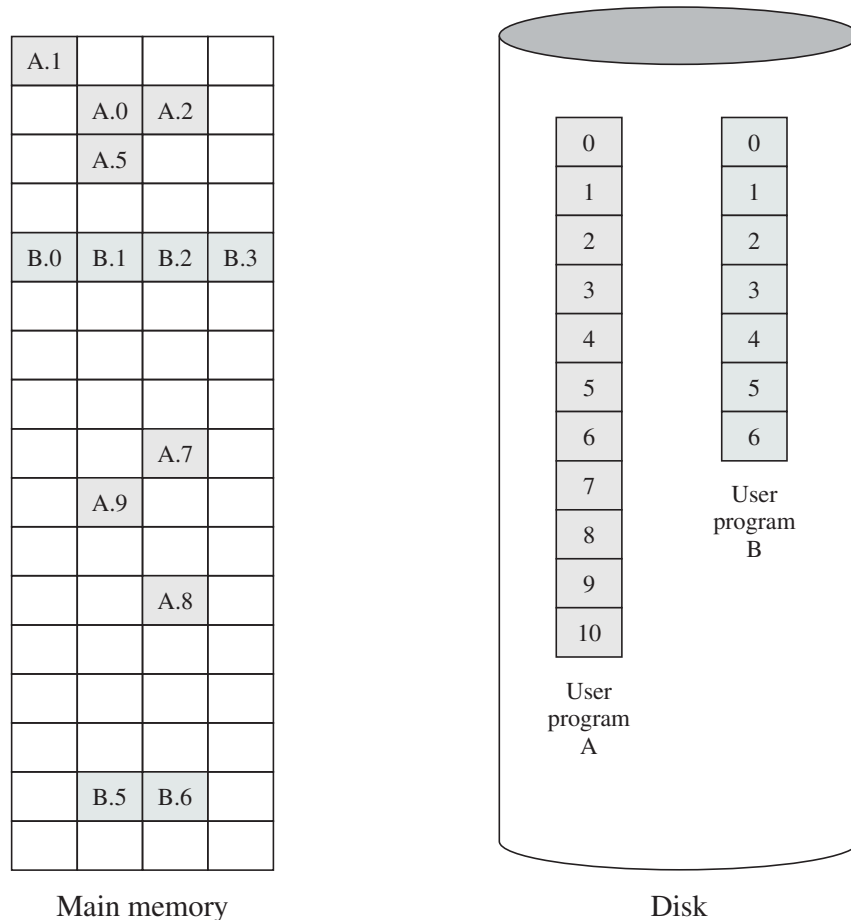 A.1
A.0 A.2
A.5
B.0 B.1 B.2 B.3
A.7
A.9
A.8
B.5 B.6
Main memory
0
1
2
3
4
5
6
7
8
9
10
User
program
A
0
1
2
3
4
5
6
User
program
B
Disk